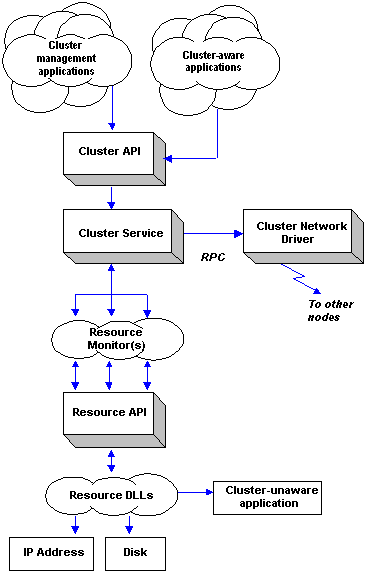 Cluster
management
applications
Cluster-aware
applications
Cluster API
Cluster Service
RPC
Cluster Network
Driver
To other
nodes
Resource
Monitor(s)
Resource API
Resource DLLs
Cluster-unaware
application
IP Address
Disk